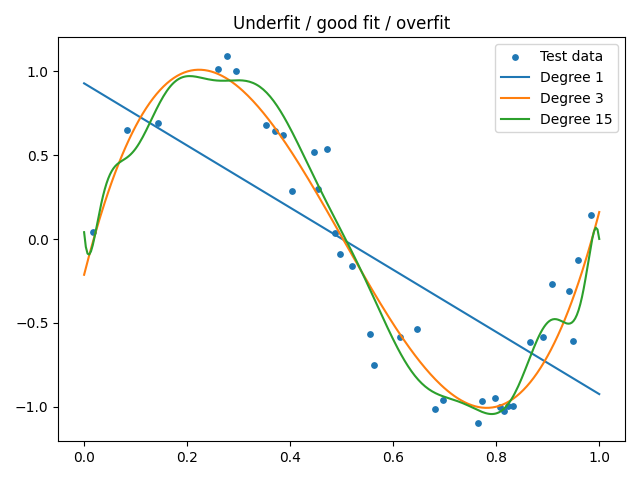 Underfit / good fit / overfit
Test data
Degree 1
Degree 3
Degree 15
1.0
0.5
0.0
−0.5
−1.0
0.0 0.2 0.4 0.6 0.8 1.0